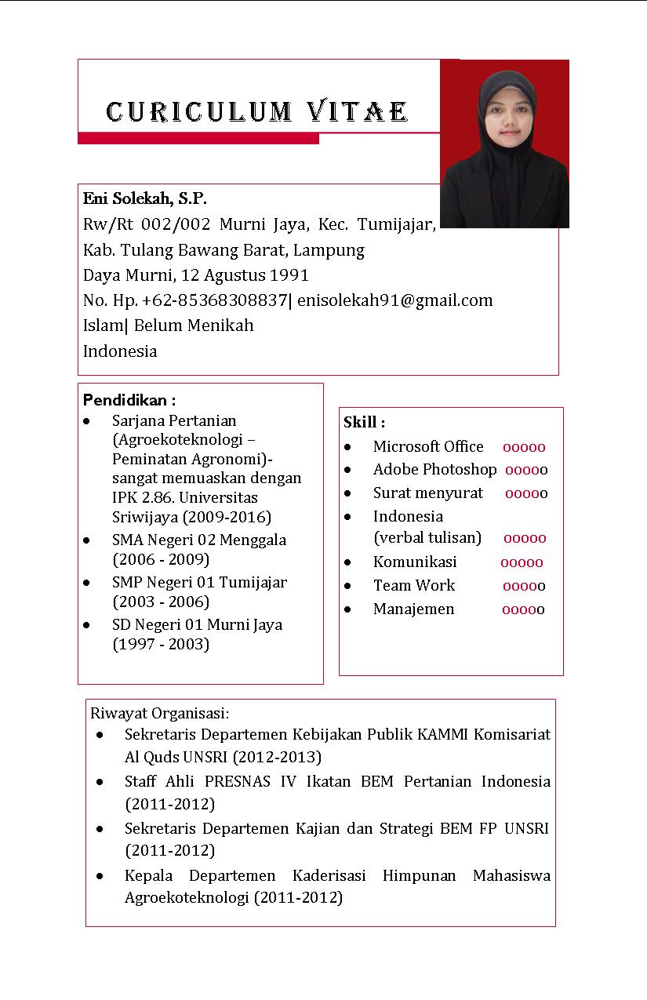 CURICULUM VITAE
Eni Solekah, S.P.
Rw/Rt 002/002 Murni Jaya, Kec. Tumijajar,
Kab. Tulang Bawang Barat, Lampung
Daya Murni, 12 Agustus 1991
No. Hp. +62-85368308837| enisolekah91@gmail.com
Islam| Belum Menikah
Indonesia
Pendidikan :
• Sarjana Pertanian
(Agroekoteknologi –
Peminatan Agronomi)-
sangat memuaskan dengan
IPK 2.86. Universitas
Sriwijaya (2009-2016)
• SMA Negeri 02 Menggala
(2006 - 2009)
• SMP Negeri 01 Tumijajar
(2003 - 2006)
• SD Negeri 01 Murni Jaya
(1997 - 2003)
Skill :
• Microsoft Office ooooo
• Adobe Photoshop ooooo
• Surat menyurat ooooo
• Indonesia
(verbal tulisan) ooooo
• Komunikasi ooooo
• Team Work ooooo
• Manajemen ooooo
Riwayat Organisasi:
• Sekretaris Departemen Kebijakan Publik KAMMI Komisariat
Al Quds UNSRI (2012-2013)
• Staff Ahli PRESNAS IV Ikatan BEM Pertanian Indonesia
(2011-2012)
• Sekretaris Departemen Kajian dan Strategi BEM FP UNSRI
(2011-2012)
• Kepala Departemen Kaderisasi Himpunan Mahasiswa
Agroekoteknologi (2011-2012)